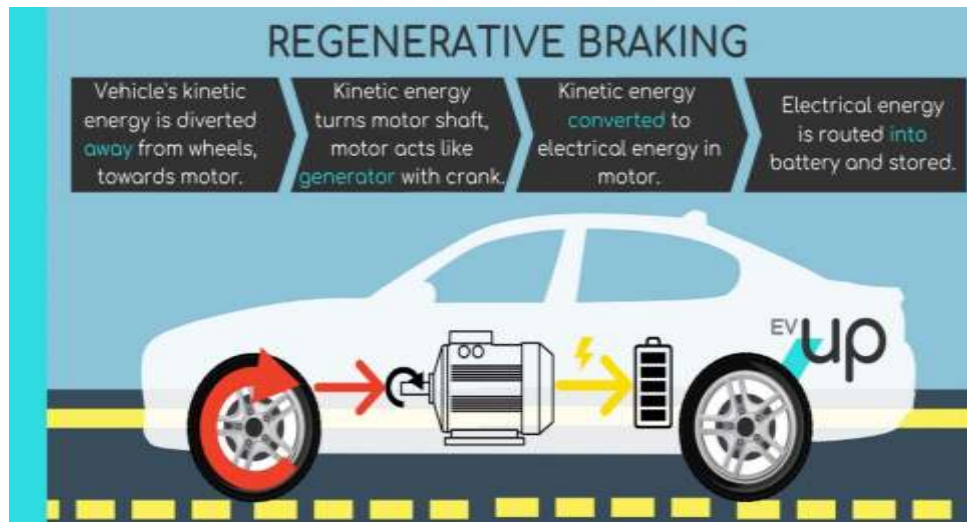 REGENERATIVE BRAKING
Vehicle's kinetic
energy is diverted
away from wheels,
towards motor.
Kinetic energy
turns motor shaft,
motor acts like
generator with crank.
Kinetic energy
converted to
electrical energy in
motor.
Electrical energy
is routed into
battery and stored.
EV up